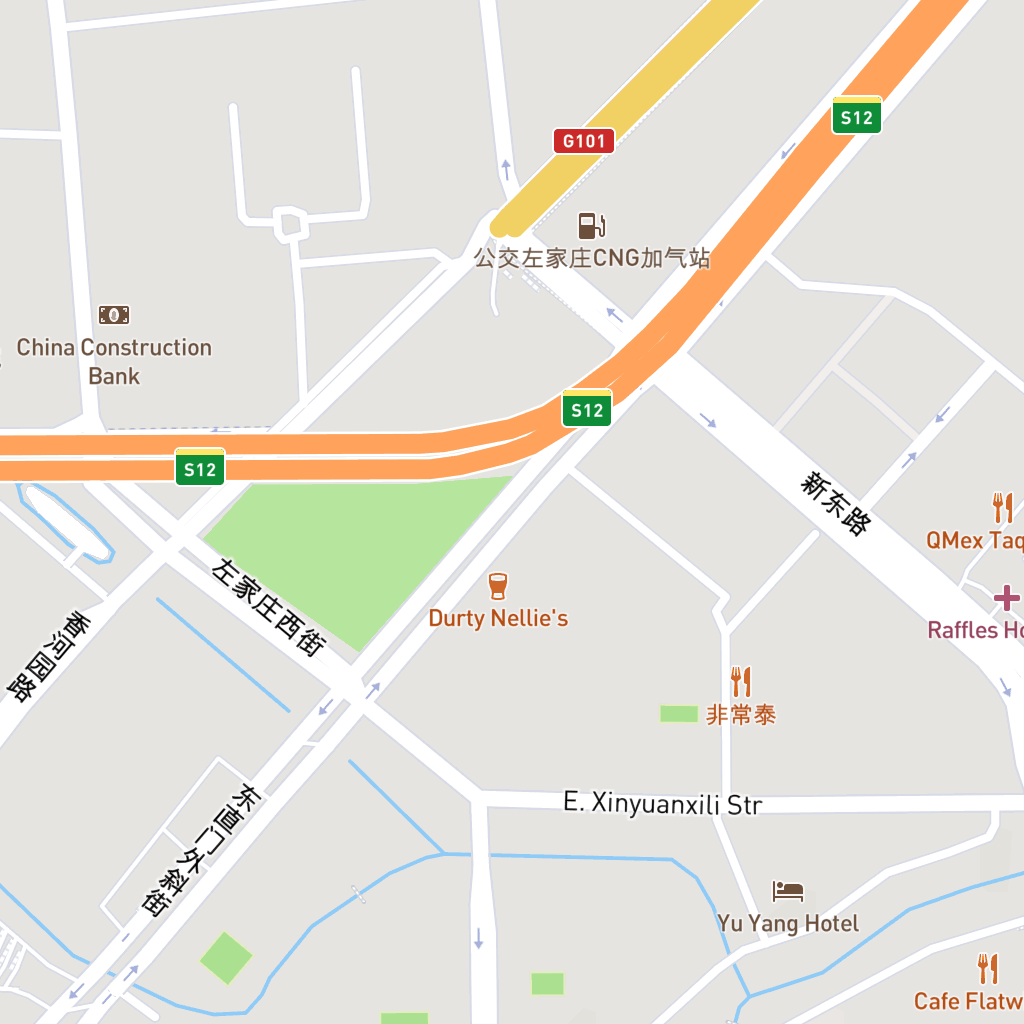 S12
G101
公交左家庄CNG加气站
China Construction
Bank
S12
S12
新东路
QMex Taq
左家庄西街
Durty Nellie's
香河园路
Raffles Ho
非常泰
东直门外斜街
E. Xinyuanxili Str
Yu Yang Hotel
Cafe Flatw